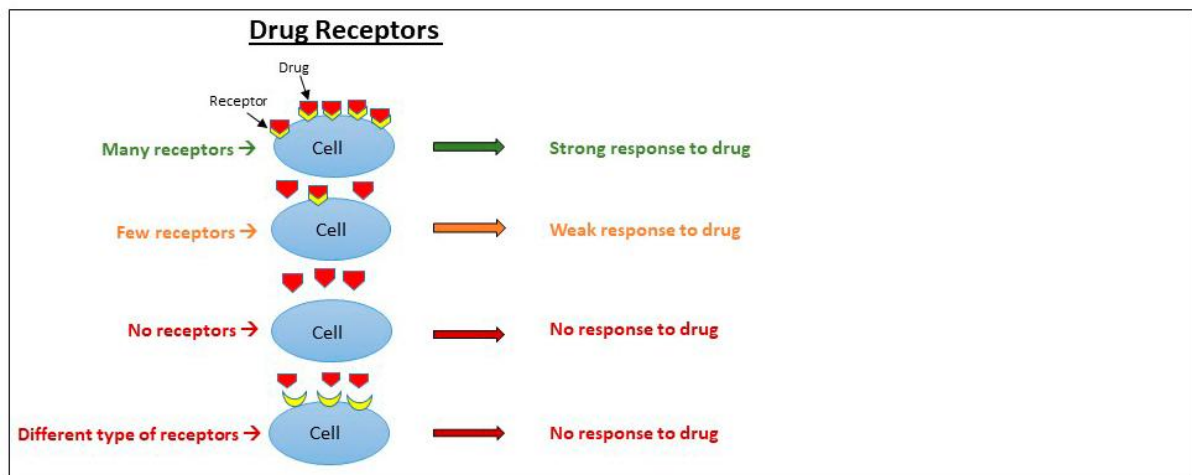 Drug Receptors
Drug
Receptor
Many receptors →
Cell
Strong response to drug
Few receptors →
Cell
Weak response to drug
No receptors →
Cell
No response to drug
Different type of receptors →
Cell
No response to drug